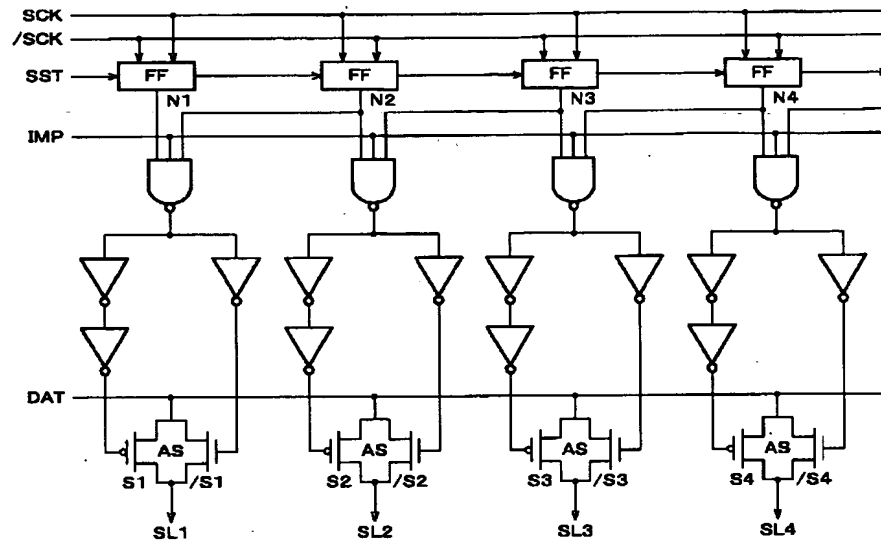 SCK
/SCK
SST FF FF FF FF
N1 N2 N3 N4
IMP
DAT
AS AS AS AS
S1 /S1 S2 /S2 S3 /S3 S4 /S4
SL1 SL2 SL3 SL4